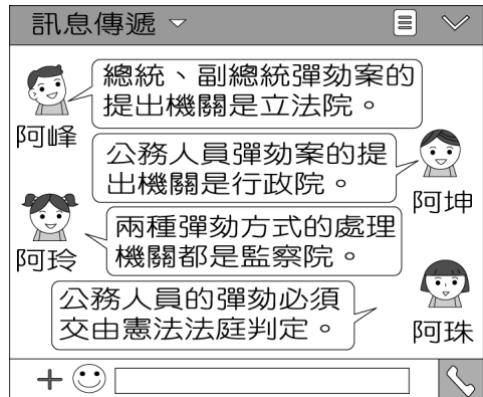 訊息傳遞
總統、副總統彈劾案的
提出機關是立法院。
阿峰
公務人員彈劾案的提
出機關是行政院。
阿坤
兩種彈劾方式的處理
機關都是監察院。
阿玲
公務人員的彈劾必須
交由憲法法庭判定。
阿珠